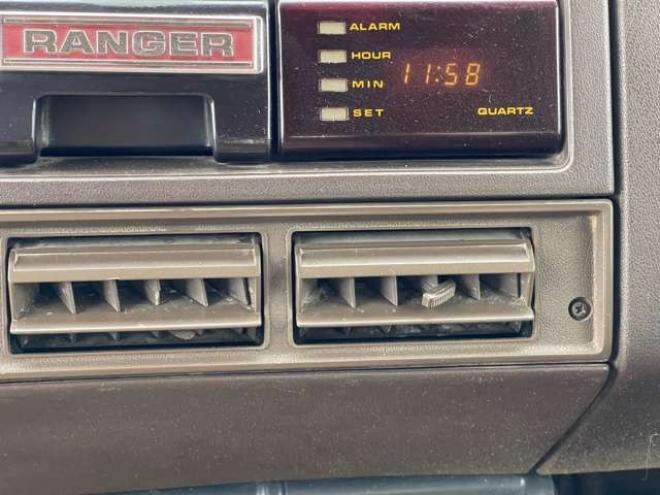 RANGER
ALARM
HOUR
MIN
SET
11:58
QUARTZ